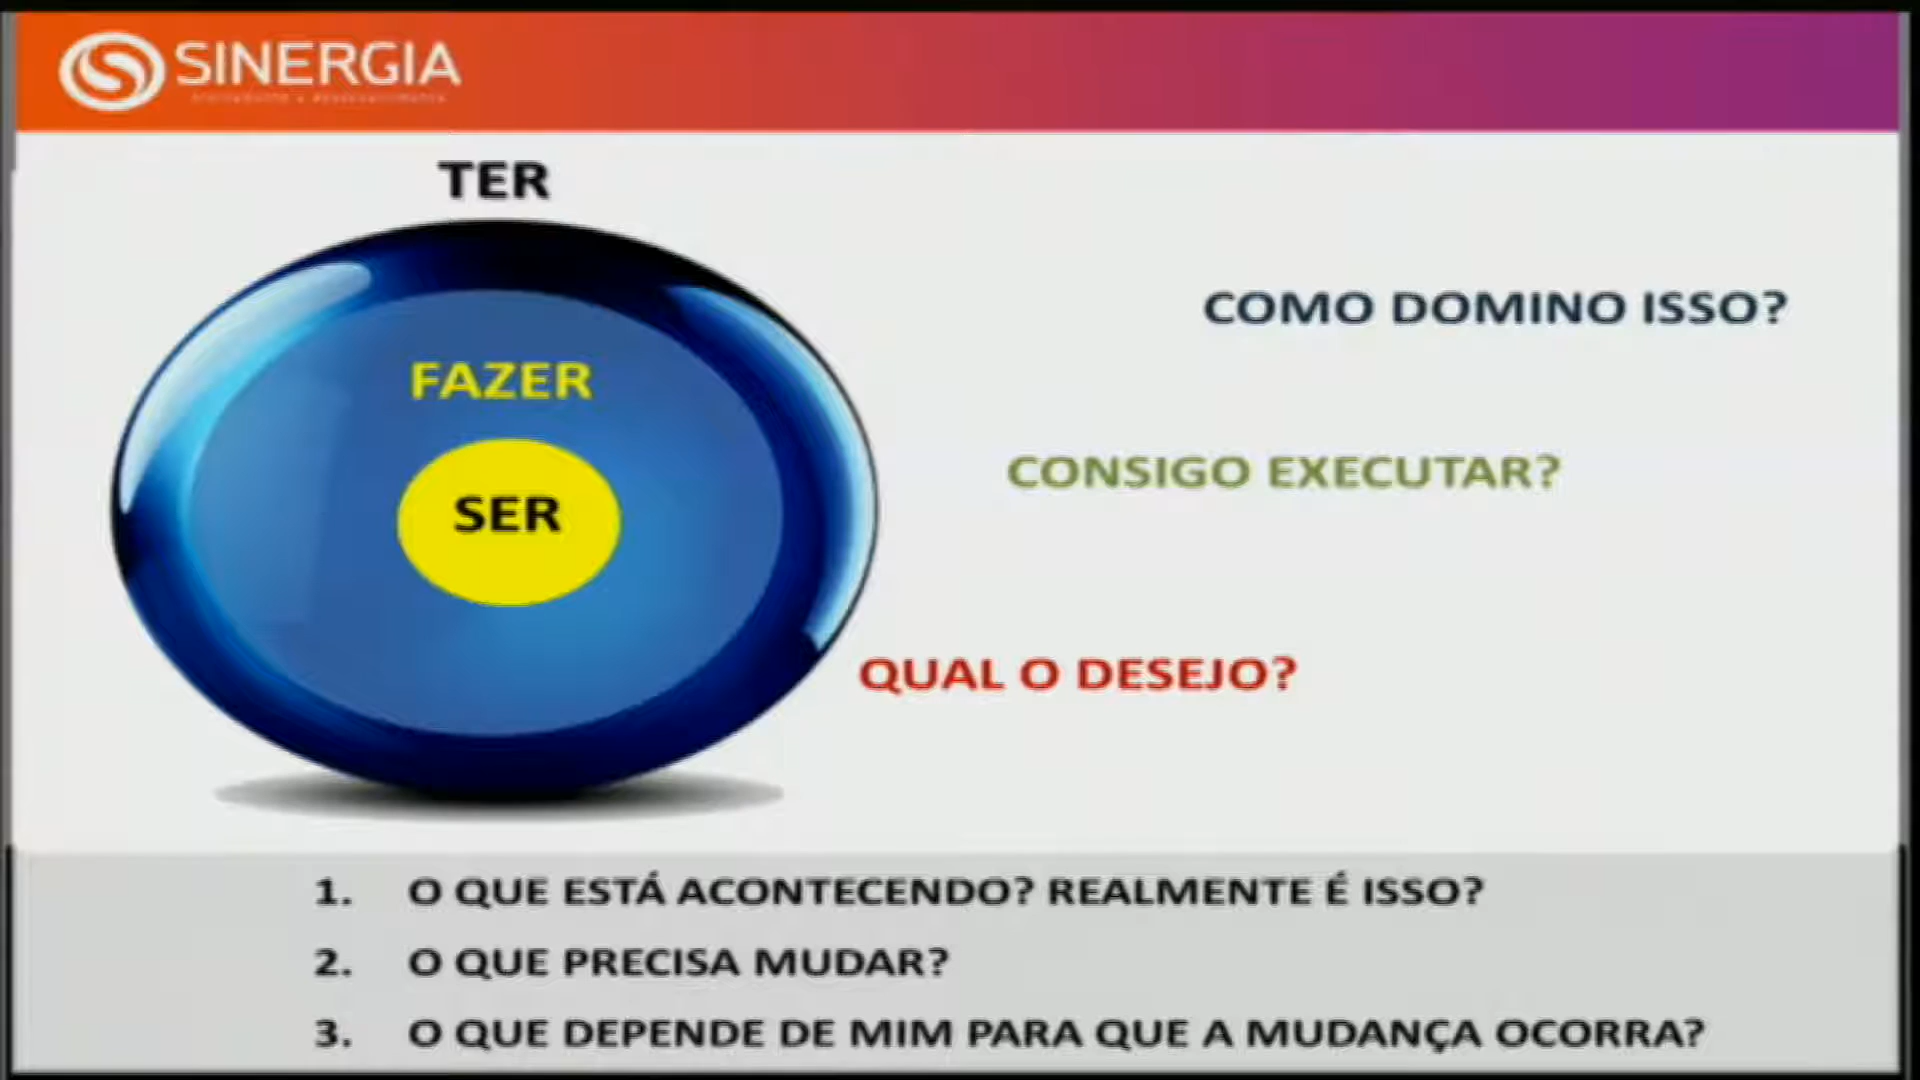 SINERGIA
TER
FAZER
SER
COMO DOMINO ISSO?
CONSIGO EXECUTAR?
QUAL O DESEJO?
1. O QUE ESTÁ ACONTECENDO? REALMENTE É ISSO?
2. O QUE PRECISA MUDAR?
3. O QUE DEPENDE DE MIM PARA QUE A MUDANÇA OCORRA?